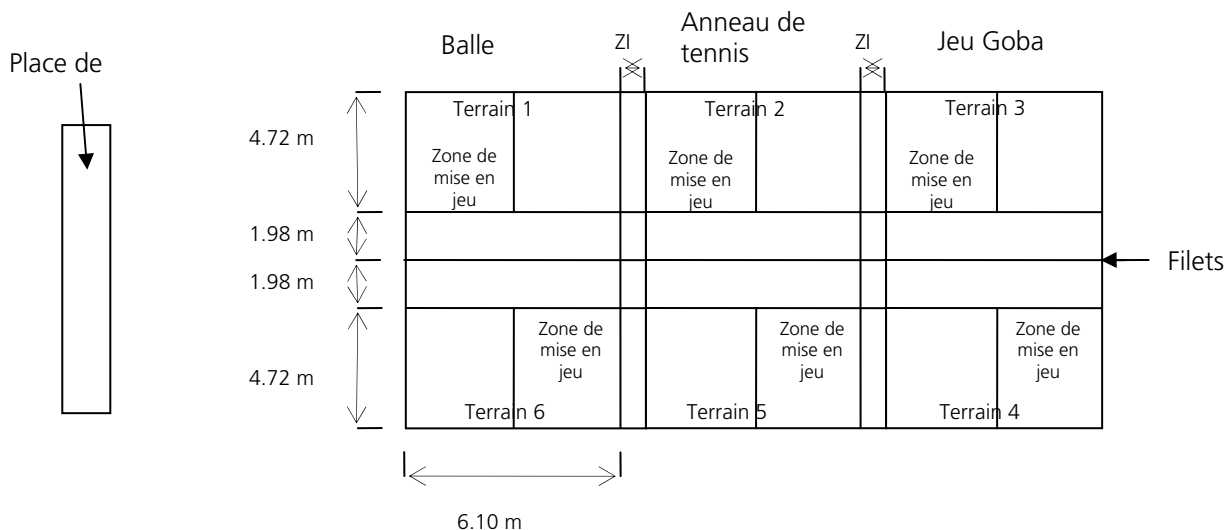 Place de
Balle
ZI
Anneau de
tennis
ZI
Jeu Goba
Terrain 1
Terrain 2
Terrain 3
4.72 m
Zone de
mise en
jeu
Zone de
mise en
jeu
Zone de
mise en
jeu
1.98 m
1.98 m
Filets
4.72 m
Zone de
mise en
jeu
Zone de
mise en
jeu
Zone de
mise en
jeu
Terrain 6
Terrain 5
Terrain 4
6.10 m